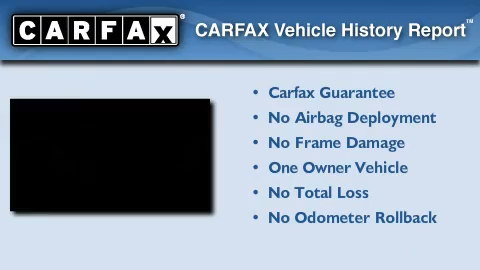 CARFAX® CARFAX Vehicle History Report™
• Carfax Guarantee
• No Airbag Deployment
• No Frame Damage
• One Owner Vehicle
• No Total Loss
• No Odometer Rollback